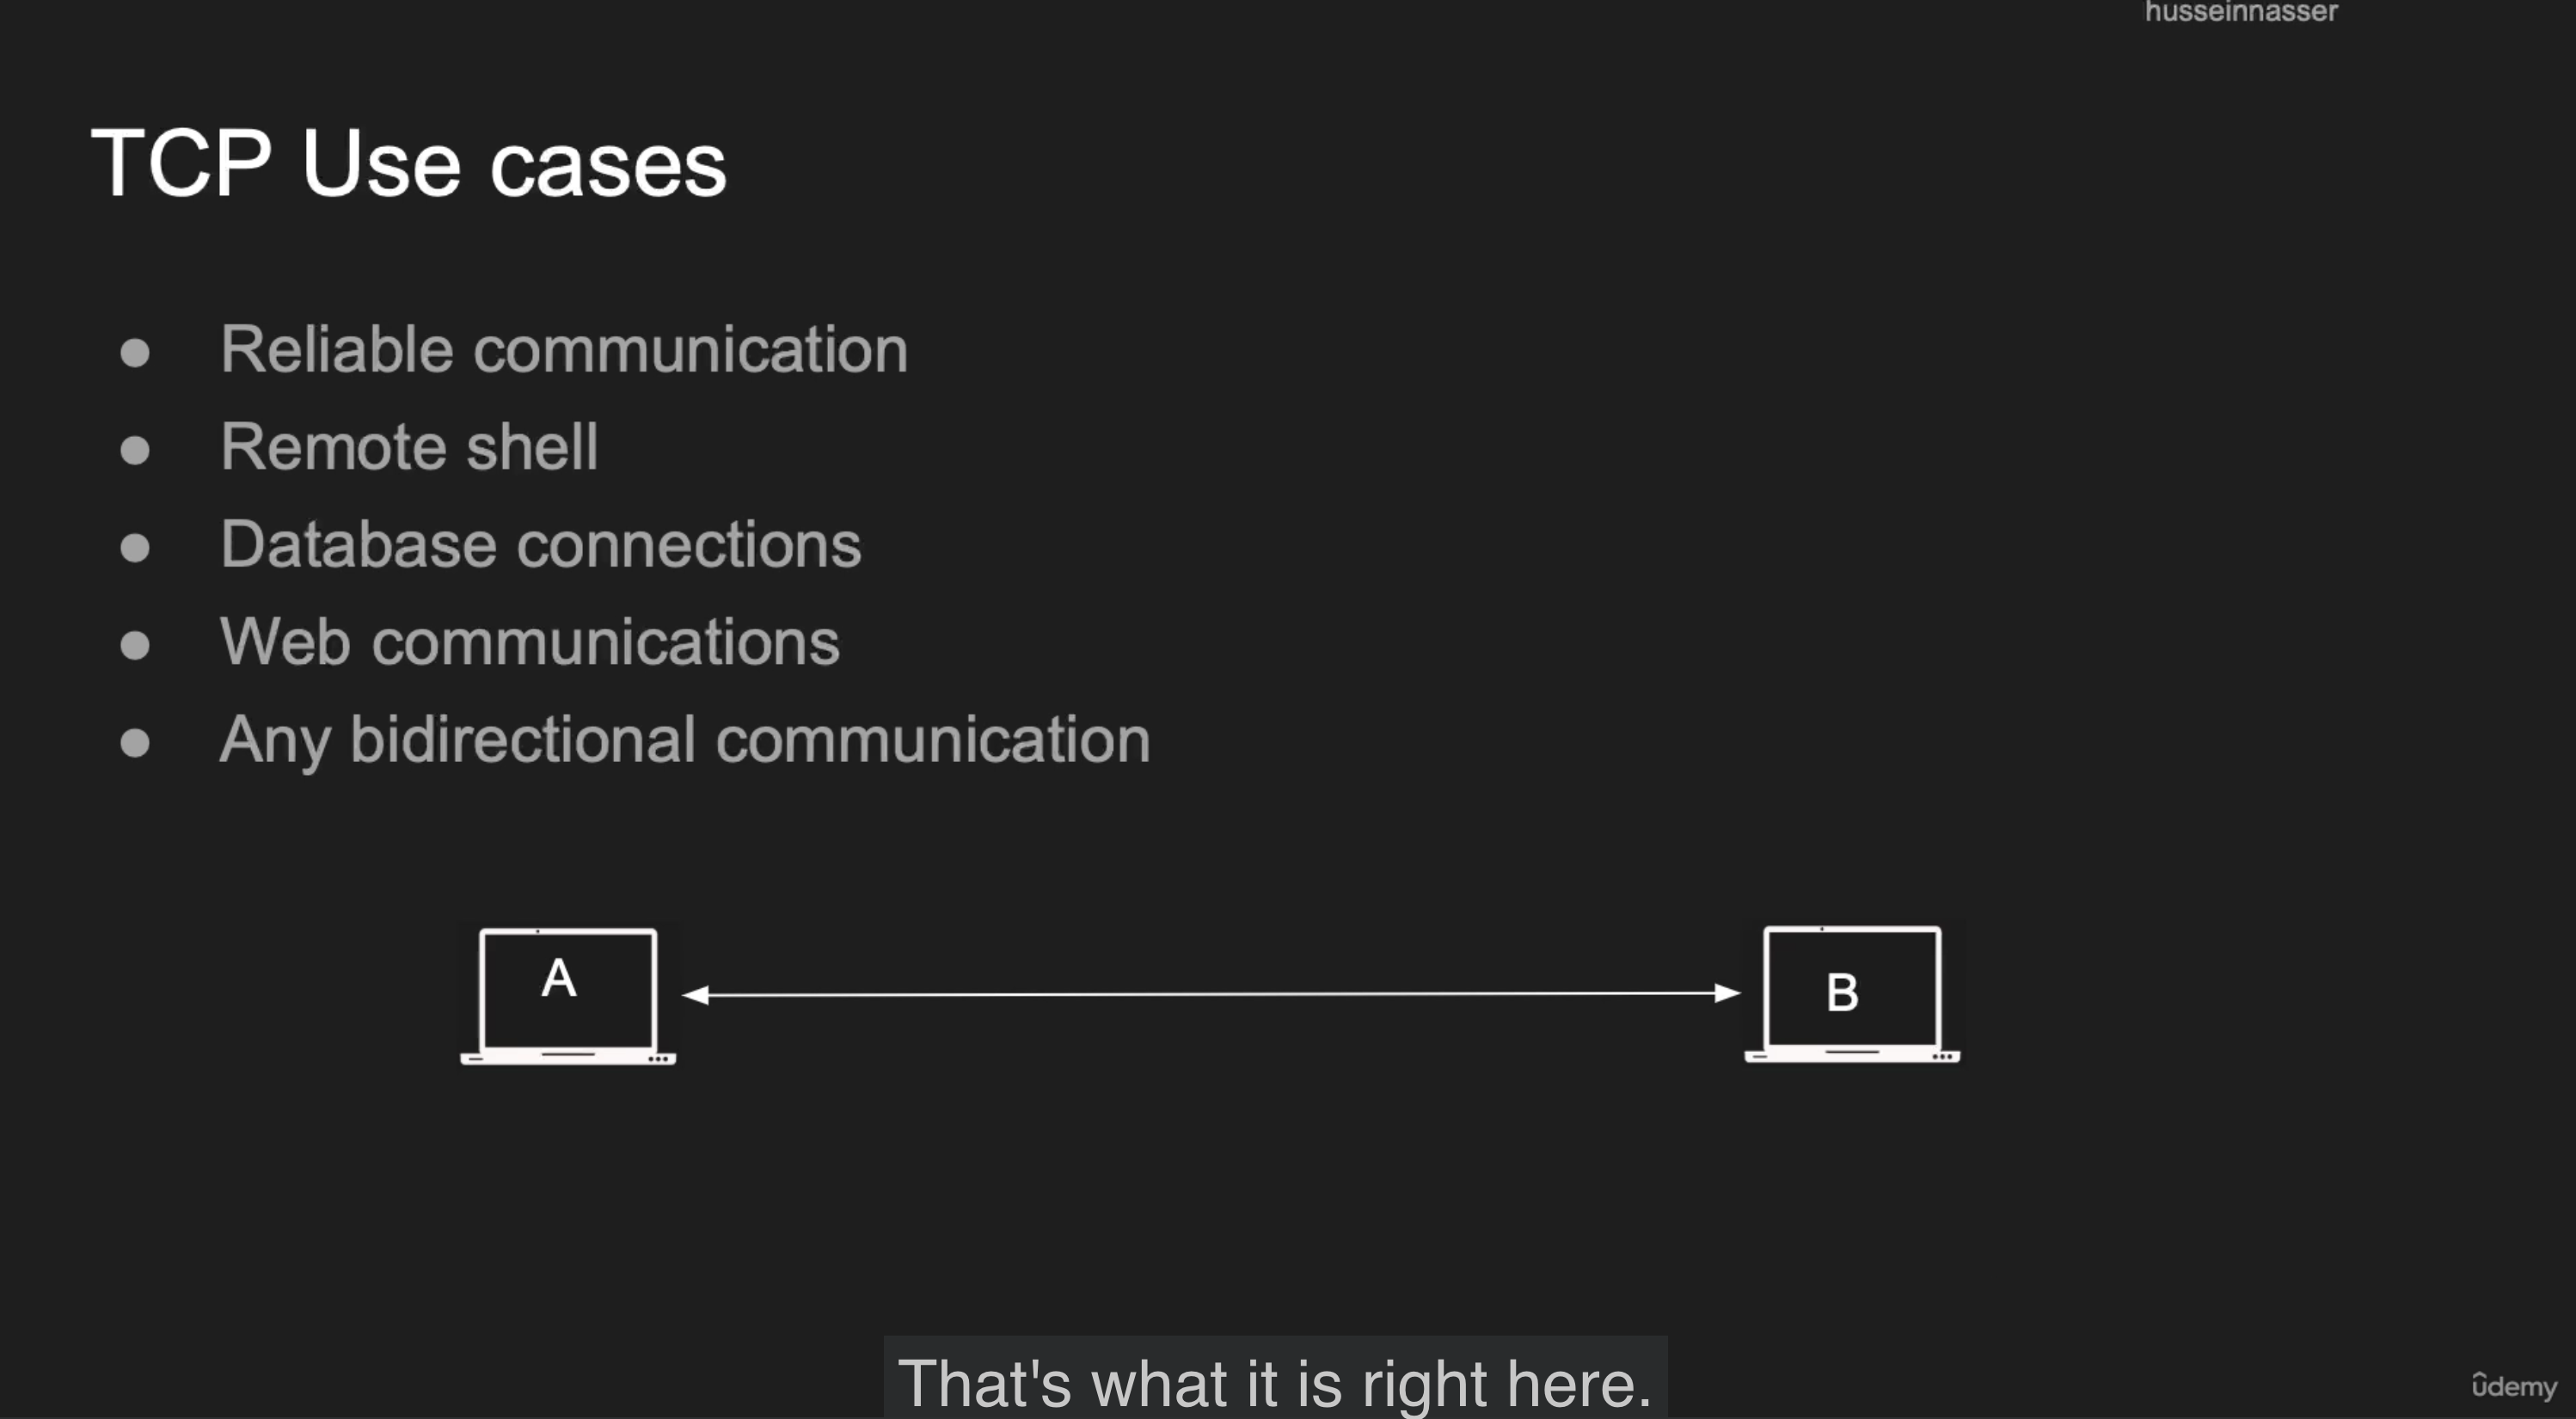 husseinnasser
TCP Use cases
● Reliable communication
● Remote shell
● Database connections
● Web communications
● Any bidirectional communication
A
B
That's what it is right here.
ûdemy